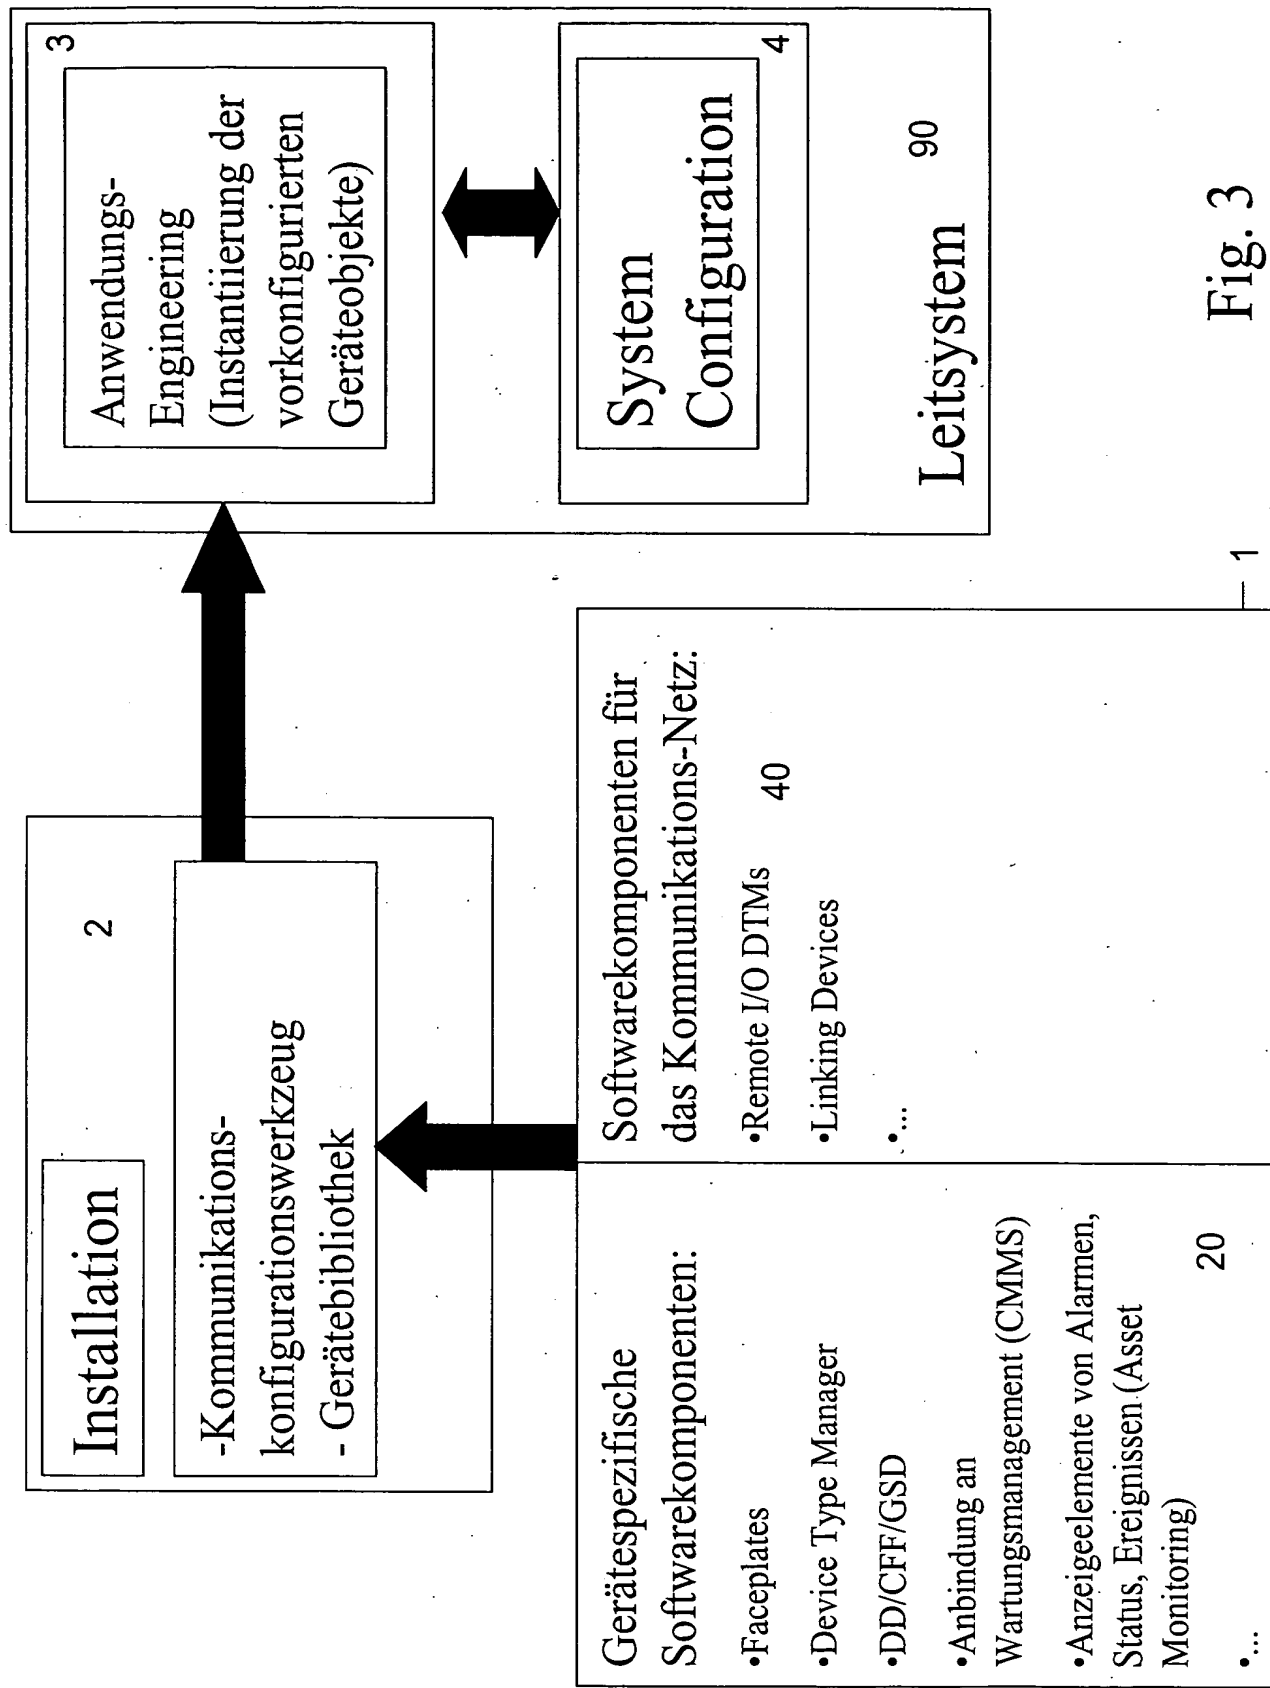 Installation
2
-Kommunikations-
konfigurationswerkzeug
- Gerätebibliothek
3
Anwendungs-
Engineering
(Instantiierung der
vorkonfigurierten
Geräteobjekte)
System
Configuration
4
Leitsystem
90
Gerätespezifische
Softwarekomponenten:
•Faceplates
•Device Type Manager
•DD/CFF/GSD
•Anbindung an
Wartungsmanagement (CMMS)
•Anzeigeelemente von Alarmen,
Status, Ereignissen (Asset
Monitoring)
•...
20
Softwarekomponenten für
das Kommunikations-Netz:
•Remote I/O DTMs
40
•Linking Devices
•...
1
Fig. 3